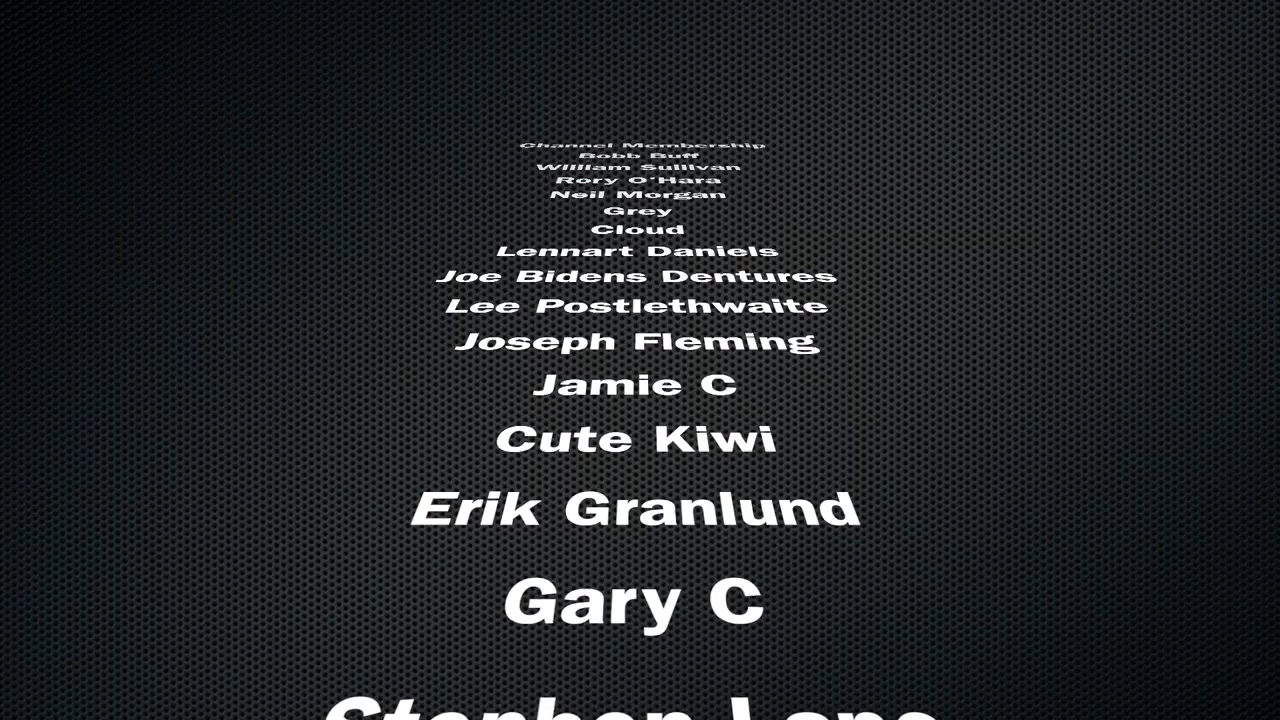 Channel Membership
Bobb Buff
William Sullivan
Rory O'Hara
Neil Morgan
Grey
Cloud
Lennart Daniels
Joe Bidens Dentures
Lee Postlethwaite
Joseph Fleming
Jamie C
Cute Kiwi
Erik Granlund
Gary C
Stephen